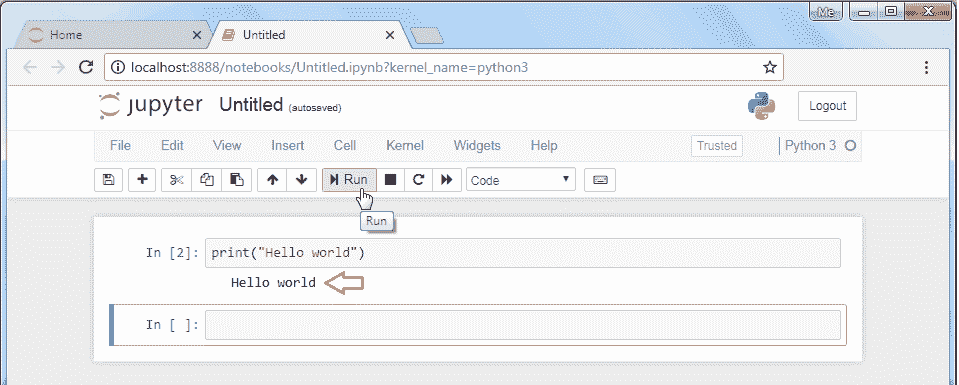 Me
Home Untitled
localhost:8888/notebooks/Untitled.ipynb?kernel_name=python3
jupyter Untitled (autosaved) Logout
File Edit View Insert Cell Kernel Widgets Help Trusted Python 3
Run Code
Run
In [2]: print("Hello world")
Hello world
In [ ]: